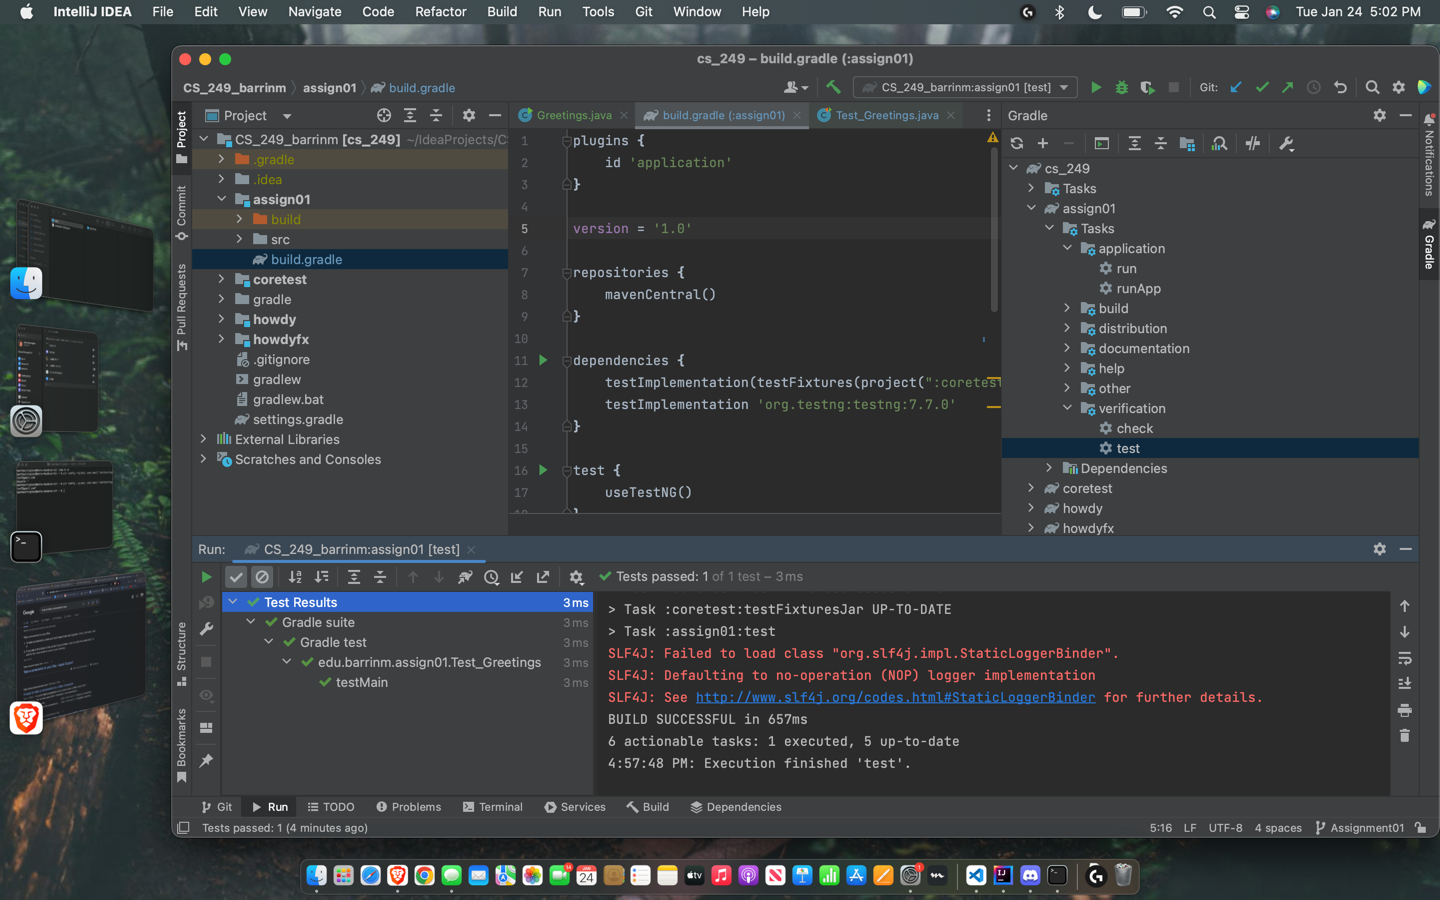 IntelliJ IDEA File Edit View Navigate Code Refactor Build Run Tools Git Window Help Tue Jan 24 5:02 PM
cs_249 – build.gradle (:assign01)
CS_249_barrinm assign01 build.gradle CS_249_barrinm:assign01 [test] Git:
Project
Commit
Pull Requests
Structure
Bookmarks
Project
CS_249_barrinm [cs_249] ~/IdeaProjects/C
.gradle
.idea
assign01
build
src
build.gradle
coretest
gradle
howdy
howdyfx
.gitignore
gradlew
gradlew.bat
settings.gradle
External Libraries
Scratches and Consoles
Greetings.java build.gradle (:assign01) Test_Greetings.java
1 plugins {
2 id 'application'
3 }
4
5 version = '1.0'
6
7 repositories {
8 mavenCentral()
9 }
10
11 dependencies {
12 testImplementation(testFixtures(project(":coretest
13 testImplementation 'org.testng:testng:7.7.0'
14 }
15
16 test {
17 useTestNG()
Gradle
cs_249
Tasks
assign01
Tasks
application
run
runApp
build
distribution
documentation
help
other
verification
check
test
Dependencies
coretest
howdy
howdyfx
Notifications
Gradle
Run: CS_249_barrinm:assign01 [test]
Tests passed: 1 of 1 test – 3 ms
Test Results 3 ms
Gradle suite 3 ms
Gradle test 3 ms
edu.barrinm.assign01.Test_Greetings 3 ms
testMain 3 ms
> Task :coretest:testFixturesJar UP-TO-DATE
> Task :assign01:test
SLF4J: Failed to load class "org.slf4j.impl.StaticLoggerBinder".
SLF4J: Defaulting to no-operation (NOP) logger implementation
SLF4J: See http://www.slf4j.org/codes.html#StaticLoggerBinder for further details.
BUILD SUCCESSFUL in 657ms
6 actionable tasks: 1 executed, 5 up-to-date
4:57:48 PM: Execution finished 'test'.
Git Run TODO Problems Terminal Services Build Dependencies
Tests passed: 1 (4 minutes ago) 5:16 LF UTF-8 4 spaces Assignment01